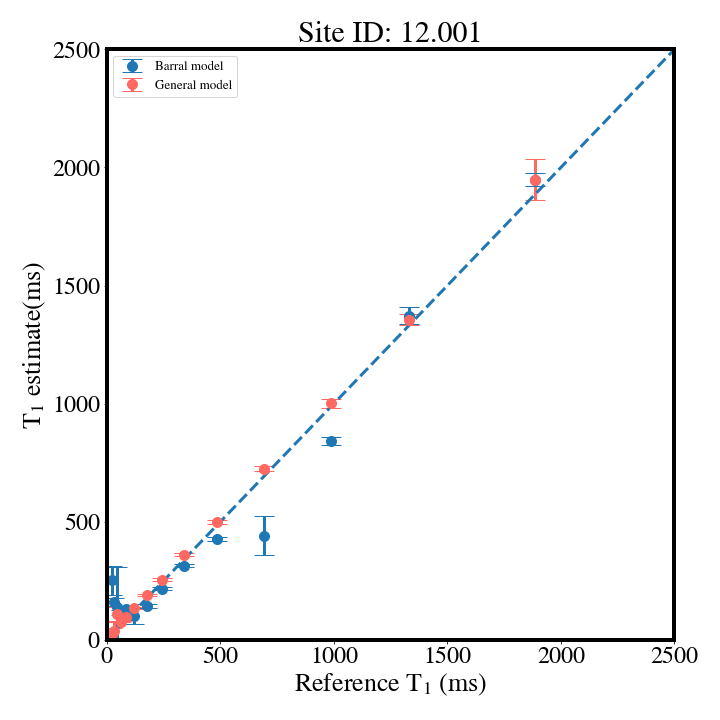 Site ID: 12.001
Barral model
General model
2500
2000
1500
1000
500
0
T1 estimate(ms)
0 500 1000 1500 2000 2500
Reference T1 (ms)